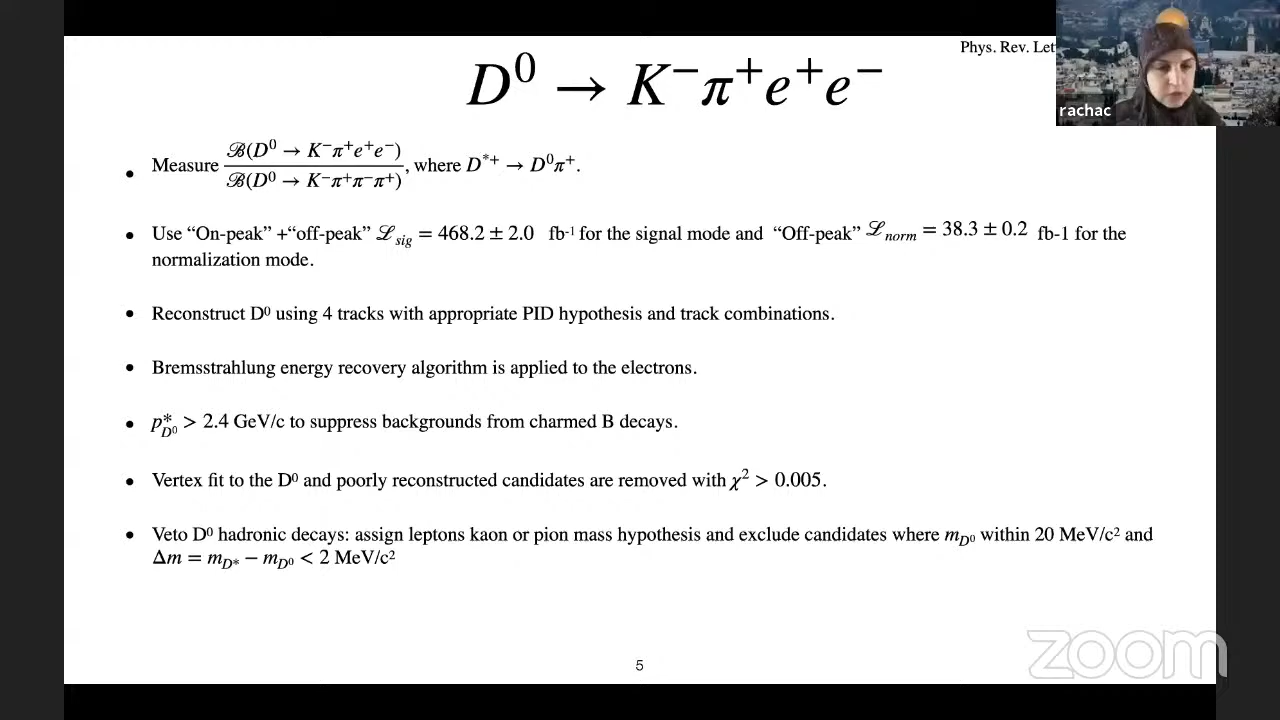 Phys. Rev. Let
D⁰ → K⁻π⁺e⁺e⁻
rachac
• Measure ℬ(D⁰ → K⁻π⁺e⁺e⁻) / ℬ(D⁰ → K⁻π⁺π⁻π⁺), where D*⁺ → D⁰π⁺.
• Use “On-peak” +“off-peak” ℒ_sig = 468.2 ± 2.0 fb⁻¹ for the signal mode and “Off-peak” ℒ_norm = 38.3 ± 0.2 fb-1 for the
normalization mode.
• Reconstruct D⁰ using 4 tracks with appropriate PID hypothesis and track combinations.
• Bremsstrahlung energy recovery algorithm is applied to the electrons.
• p*_D⁰ > 2.4 GeV/c to suppress backgrounds from charmed B decays.
• Vertex fit to the D⁰ and poorly reconstructed candidates are removed with χ² > 0.005.
• Veto D⁰ hadronic decays: assign leptons kaon or pion mass hypothesis and exclude candidates where m_D⁰ within 20 MeV/c² and
Δm = m_D* − m_D⁰ < 2 MeV/c²
5
zoom